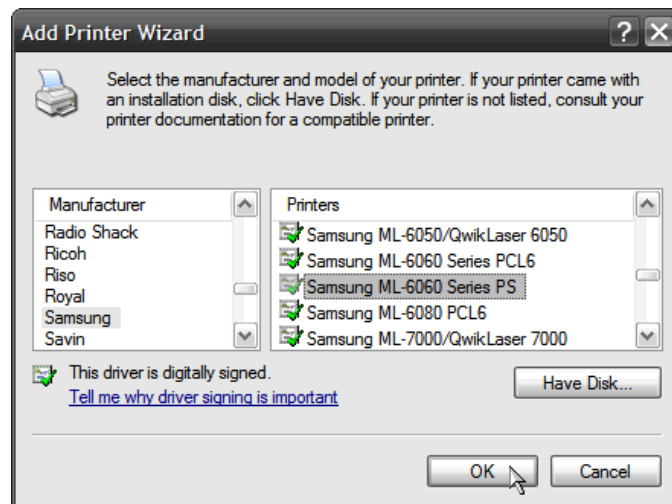 Add Printer Wizard
Select the manufacturer and model of your printer. If your printer came with
an installation disk, click Have Disk. If your printer is not listed, consult your
printer documentation for a compatible printer.
Manufacturer
Radio Shack
Ricoh
Riso
Royal
Samsung
Savin
Printers
Samsung ML-6050/QwikLaser 6050
Samsung ML-6060 Series PCL6
Samsung ML-6060 Series PS
Samsung ML-6080 PCL6
Samsung ML-7000/QwikLaser 7000
This driver is digitally signed.
Tell me why driver signing is important
Have Disk...
OK
Cancel